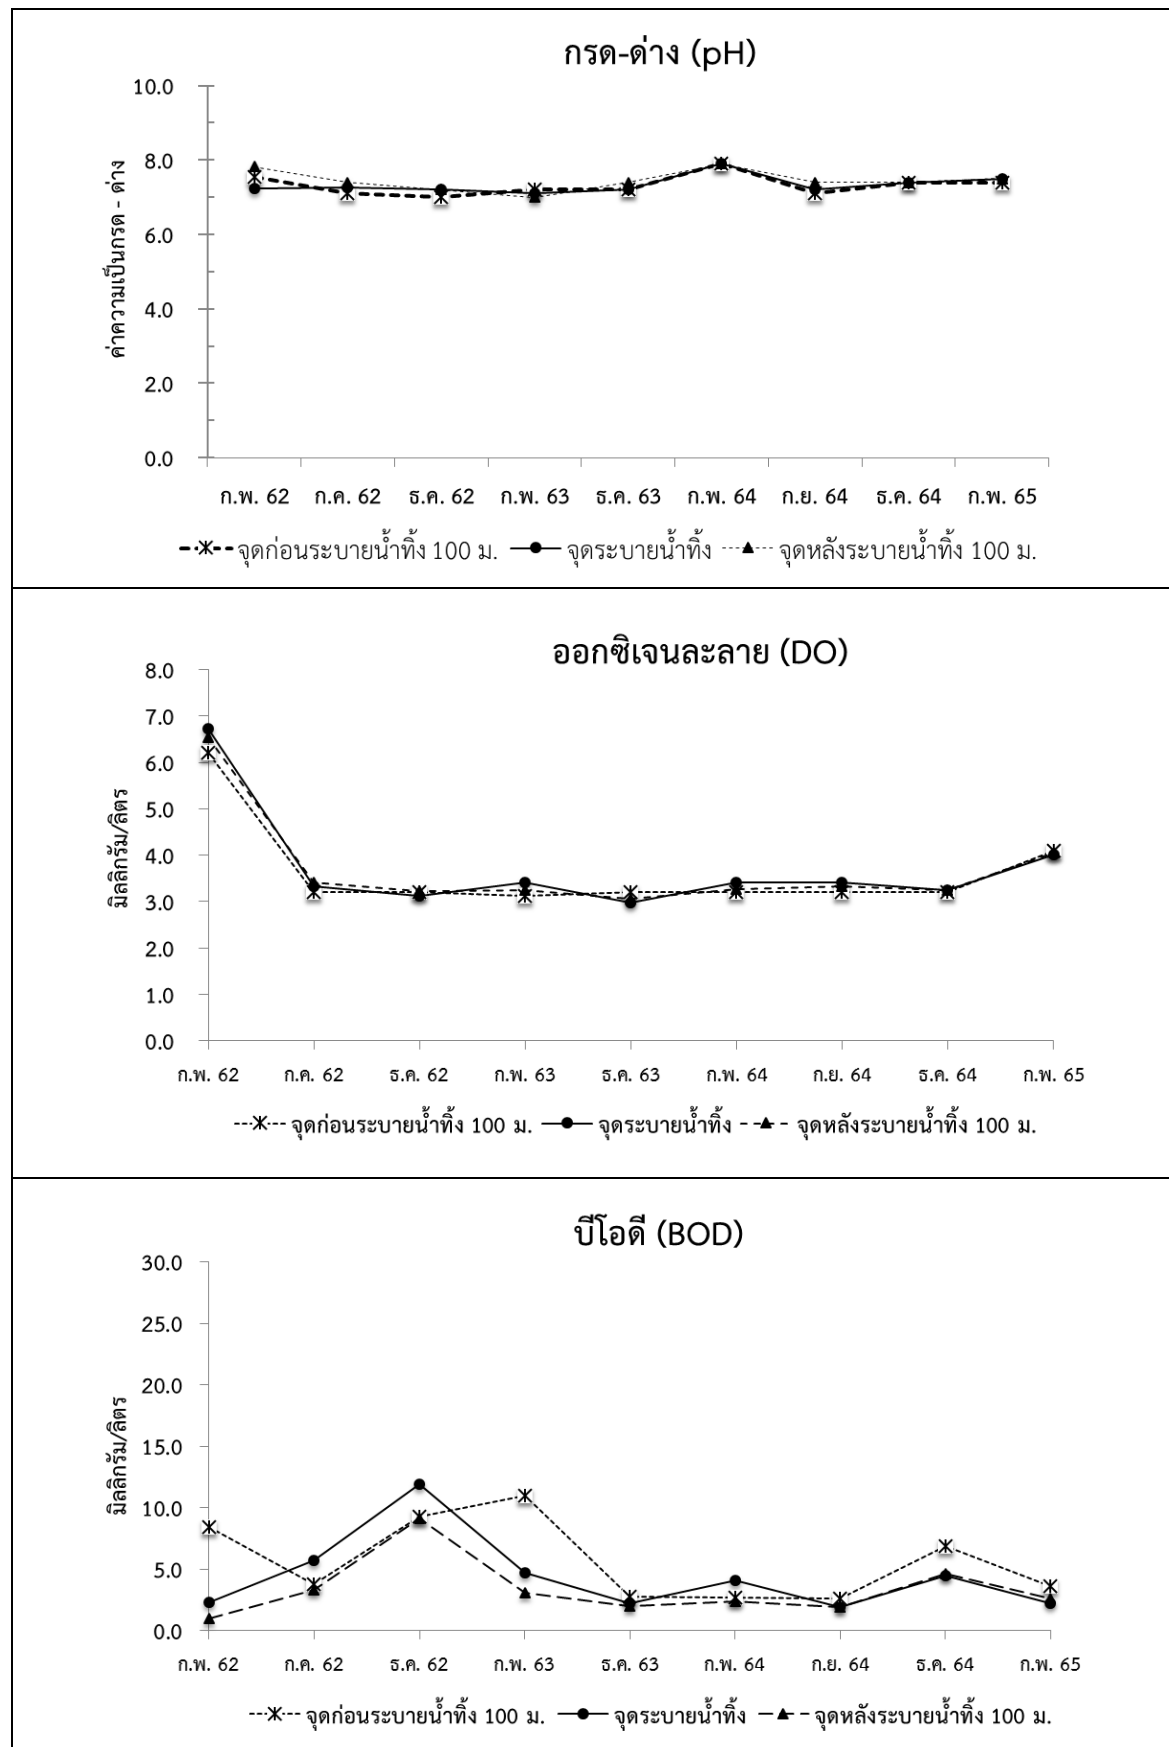 กรด-ด่าง (pH)
10.0
8.0
6.0
4.0
2.0
0.0
ค่าความเป็นกรด - ด่าง
ก.พ. 62 ก.ค. 62 ธ.ค. 62 ก.พ. 63 ธ.ค. 63 ก.พ. 64 ก.ย. 64 ธ.ค. 64 ก.พ. 65
จุดก่อนระบายน้ำทิ้ง 100 ม. จุดระบายน้ำทิ้ง จุดหลังระบายน้ำทิ้ง 100 ม.
ออกซิเจนละลาย (DO)
8.0
7.0
6.0
5.0
4.0
3.0
2.0
1.0
0.0
มิลลิกรัม/ลิตร
ก.พ. 62 ก.ค. 62 ธ.ค. 62 ก.พ. 63 ธ.ค. 63 ก.พ. 64 ก.ย. 64 ธ.ค. 64 ก.พ. 65
จุดก่อนระบายน้ำทิ้ง 100 ม. จุดระบายน้ำทิ้ง จุดหลังระบายน้ำทิ้ง 100 ม.
บีโอดี (BOD)
30.0
25.0
20.0
15.0
10.0
5.0
0.0
มิลลิกรัม/ลิตร
ก.พ. 62 ก.ค. 62 ธ.ค. 62 ก.พ. 63 ธ.ค. 63 ก.พ. 64 ก.ย. 64 ธ.ค. 64 ก.พ. 65
จุดก่อนระบายน้ำทิ้ง 100 ม. จุดระบายน้ำทิ้ง จุดหลังระบายน้ำทิ้ง 100 ม.